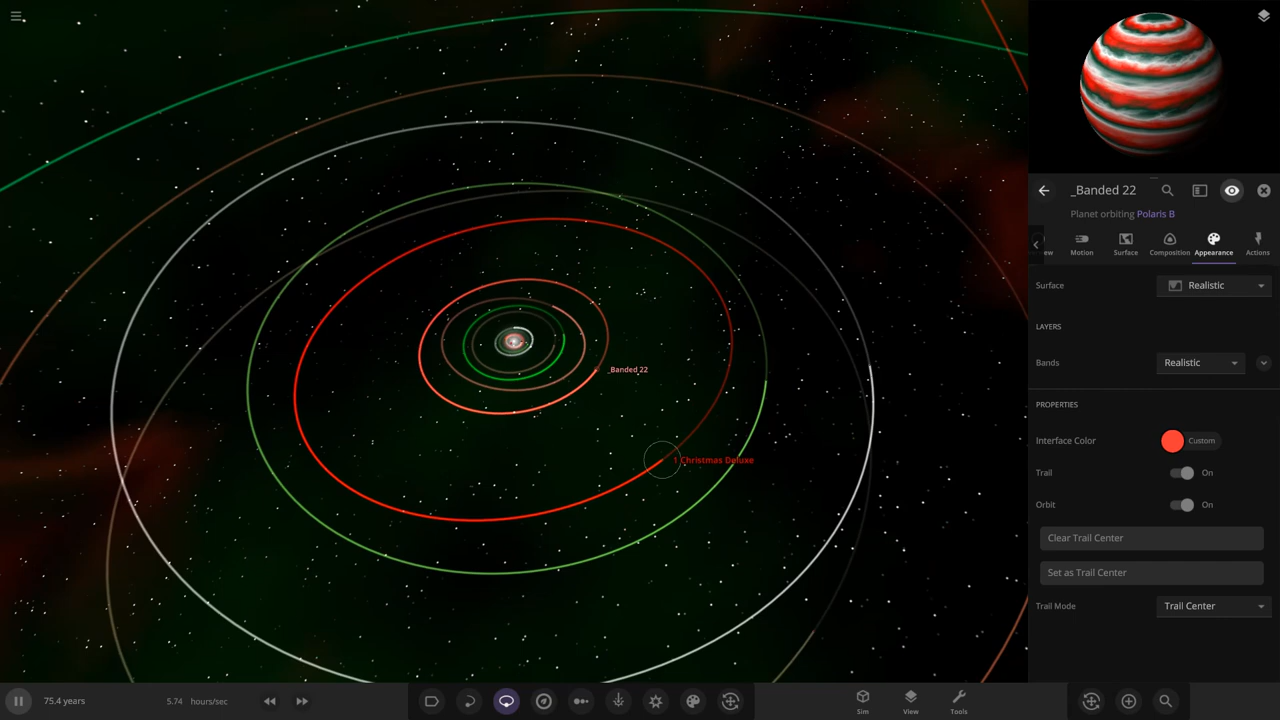 _Banded 22
Planet orbiting Polaris B
Motion
Surface
Composition
Appearance
Actions
Surface
Realistic
LAYERS
Bands
Realistic
PROPERTIES
Interface Color
Custom
Trail
On
Orbit
On
Clear Trail Center
Set as Trail Center
Trail Mode
Trail Center
_Banded 22
1 Christmas Deluxe
75.4 years
5.74 hours/sec
Sim
View
Tools